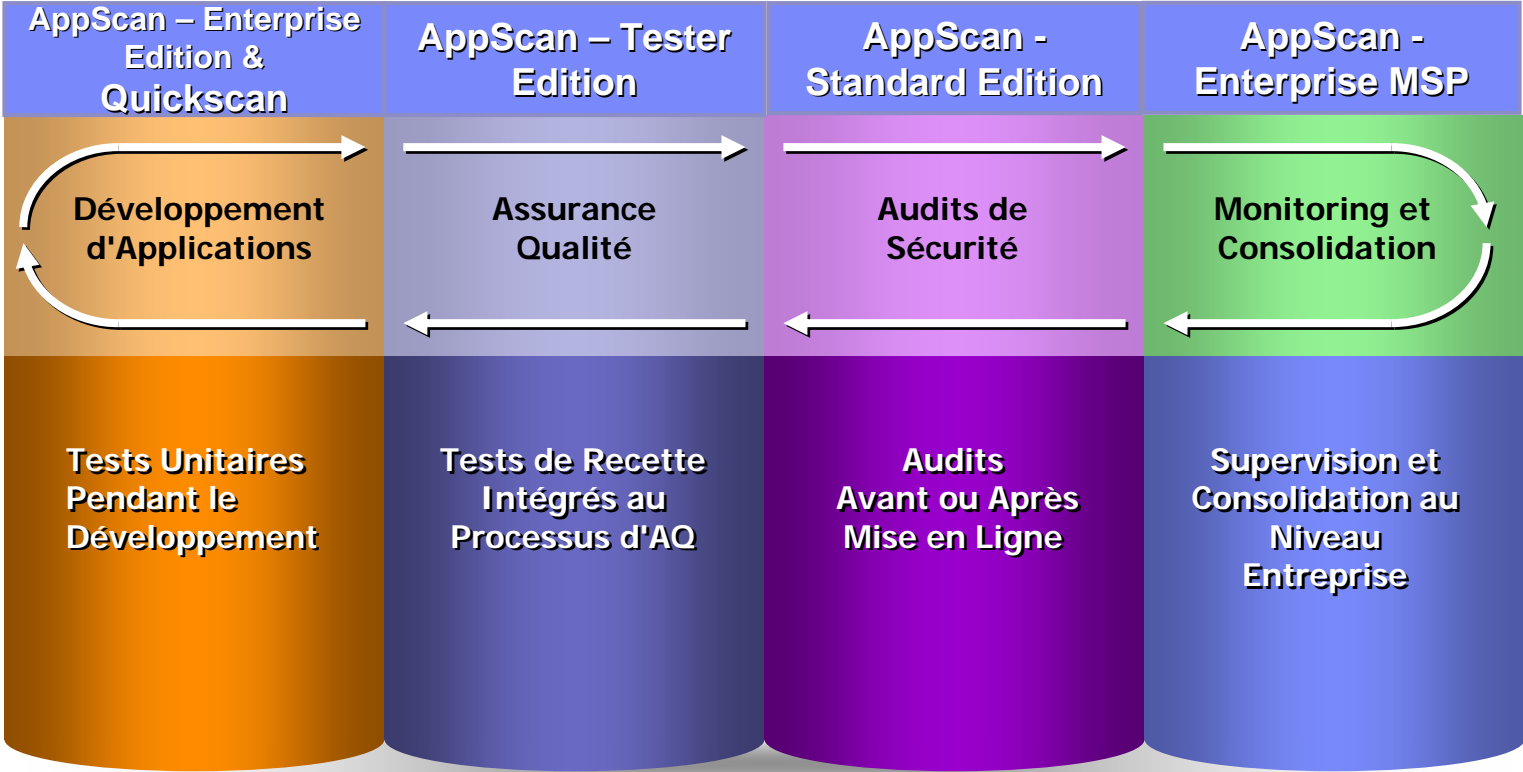 AppScan – Enterprise
Edition &
Quickscan
AppScan – Tester
Edition
AppScan -
Standard Edition
AppScan -
Enterprise MSP
Développement
d'Applications
Assurance
Qualité
Audits de
Sécurité
Monitoring et
Consolidation
Tests Unitaires
Pendant le
Développement
Tests de Recette
Intégrés au
Processus d'AQ
Audits
Avant ou Après
Mise en Ligne
Supervision et
Consolidation au
Niveau
Entreprise